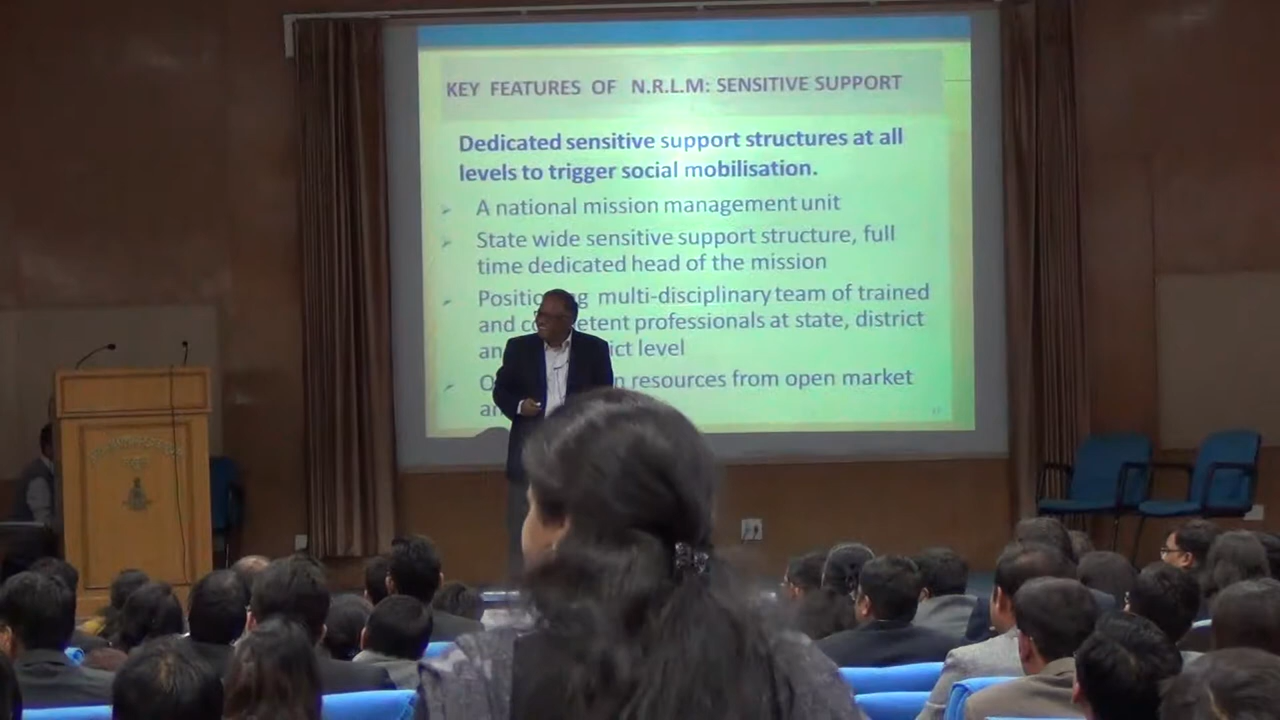 KEY FEATURES OF N.R.L.M: SENSITIVE SUPPORT
Dedicated sensitive support structures at all
levels to trigger social mobilisation.
A national mission management unit
State wide sensitive support structure, full
time dedicated head of the mission
multi-disciplinary team of trained
and professionals at state, district
level
resources from open market
17